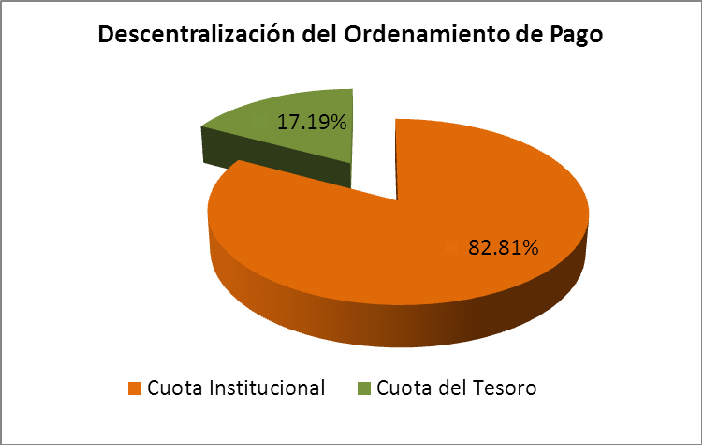 Descentralización del Ordenamiento de Pago
17.19%
82.81%
Cuota Institucional
Cuota del Tesoro